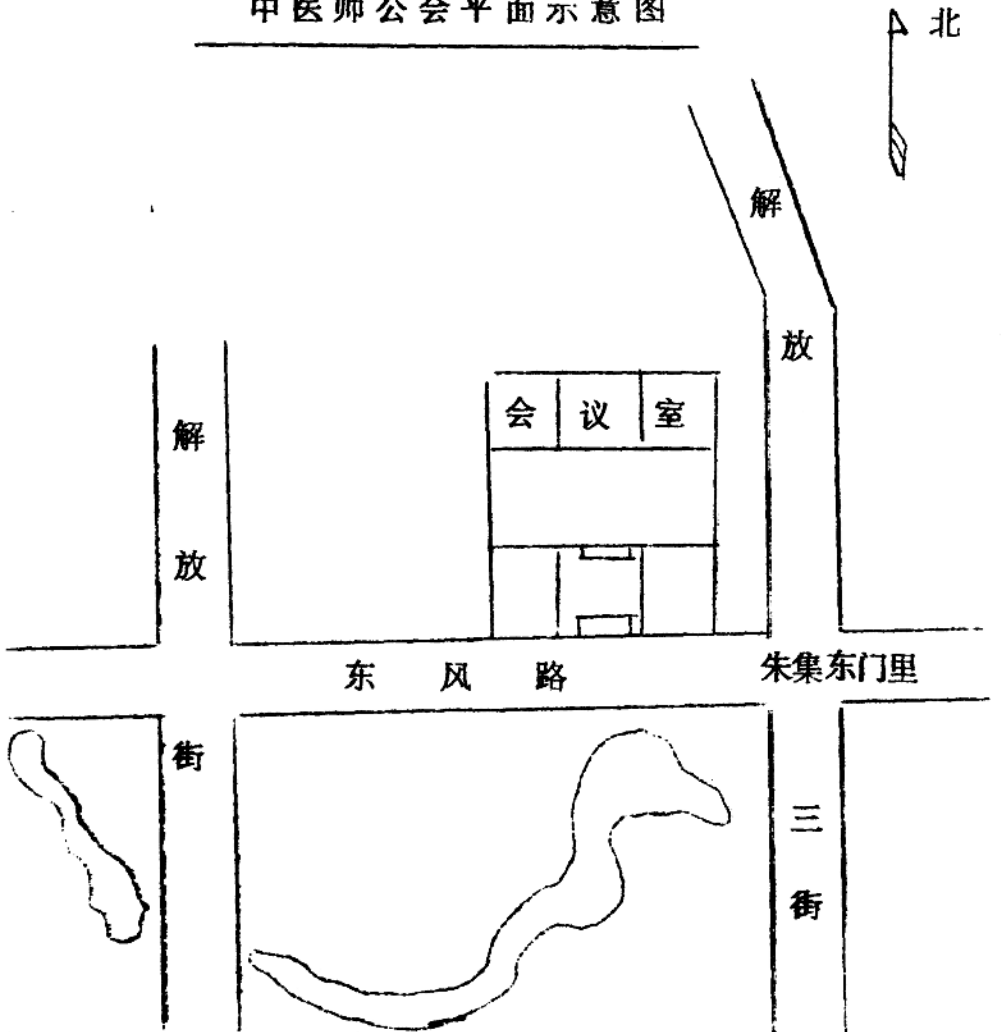 中医师公会平面示意图
北
解放三街
会议室
解放街
东风路
朱集东门里